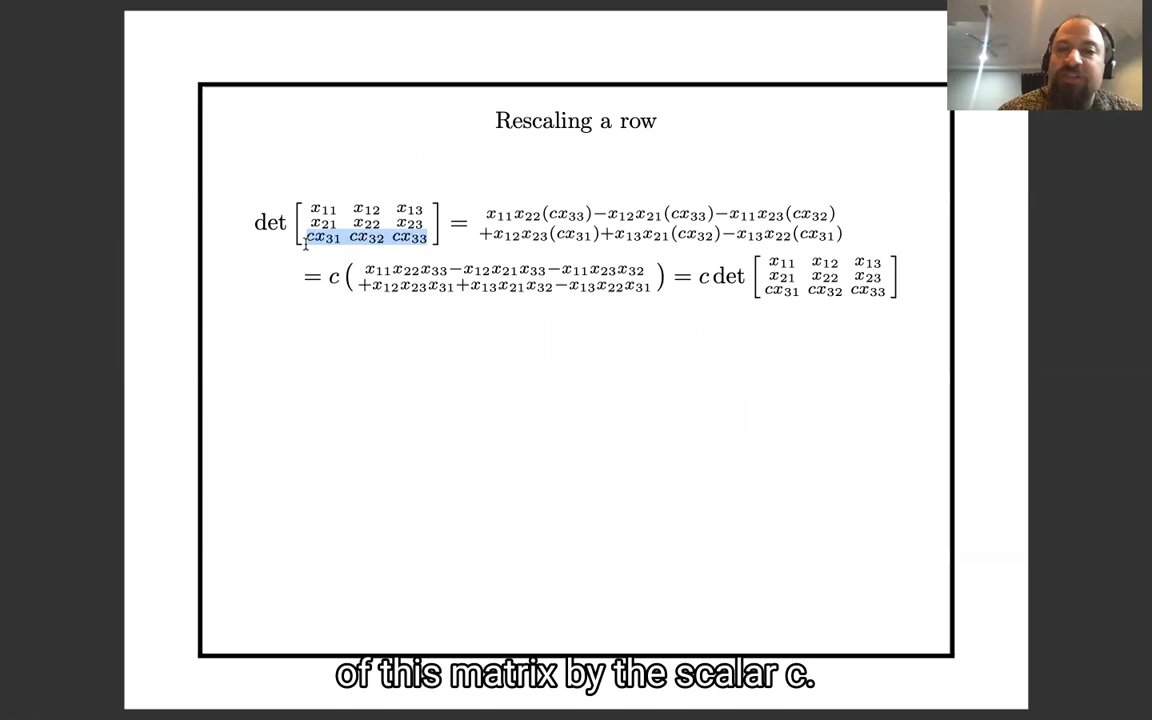 Rescaling a row
det [ x₁₁ x₁₂ x₁₃
x₂₁ x₂₂ x₂₃
cx₃₁ cx₃₂ cx₃₃ ] = x₁₁x₂₂(cx₃₃)−x₁₂x₂₁(cx₃₃)−x₁₁x₂₃(cx₃₂)
+x₁₂x₂₃(cx₃₁)+x₁₃x₂₁(cx₃₂)−x₁₃x₂₂(cx₃₁)
= c ( x₁₁x₂₂x₃₃−x₁₂x₂₁x₃₃−x₁₁x₂₃x₃₂
+x₁₂x₂₃x₃₁+x₁₃x₂₁x₃₂−x₁₃x₂₂x₃₁ ) = c det [ x₁₁ x₁₂ x₁₃
x₂₁ x₂₂ x₂₃
cx₃₁ cx₃₂ cx₃₃ ]
of this matrix by the scalar c.